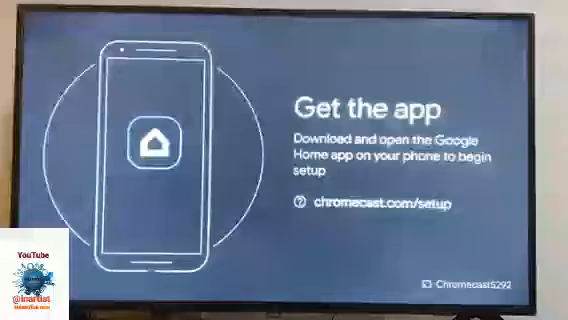 Get the app
Download and open the Google
Home app on your phone to begin
setup
chromecast.com/setup
Chromecast5292
YouTube
@inartist